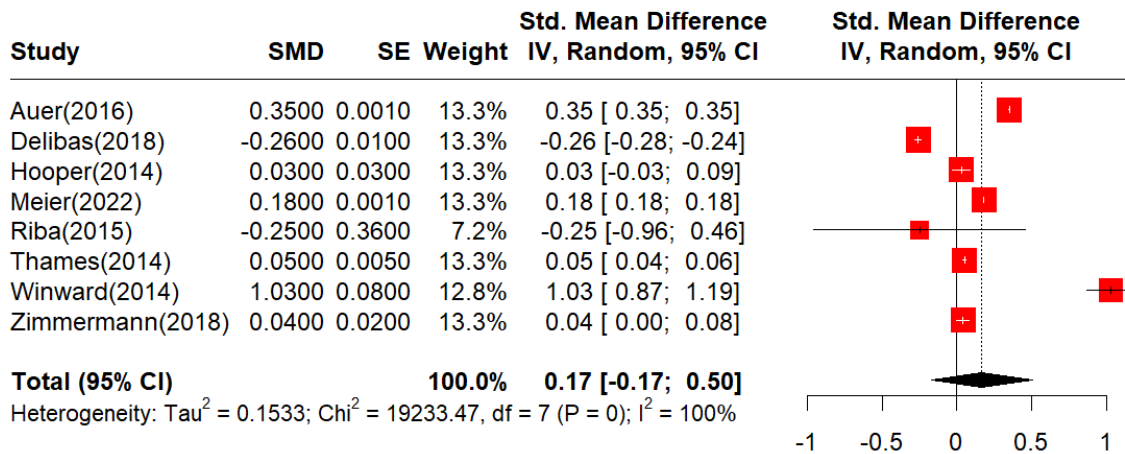 Std. Mean Difference Std. Mean Difference
Study SMD SE Weight IV, Random, 95% CI IV, Random, 95% CI
Auer(2016) 0.3500 0.0010 13.3% 0.35 [ 0.35; 0.35]
Delibas(2018) -0.2600 0.0100 13.3% -0.26 [-0.28; -0.24]
Hooper(2014) 0.0300 0.0300 13.3% 0.03 [-0.03; 0.09]
Meier(2022) 0.1800 0.0010 13.3% 0.18 [ 0.18; 0.18]
Riba(2015) -0.2500 0.3600 7.2% -0.25 [-0.96; 0.46]
Thames(2014) 0.0500 0.0050 13.3% 0.05 [ 0.04; 0.06]
Winward(2014) 1.0300 0.0800 12.8% 1.03 [ 0.87; 1.19]
Zimmermann(2018) 0.0400 0.0200 13.3% 0.04 [ 0.00; 0.08]
Total (95% CI) 100.0% 0.17 [-0.17; 0.50]
Heterogeneity: Tau² = 0.1533; Chi² = 19233.47, df = 7 (P = 0); I² = 100%
-1 -0.5 0 0.5 1